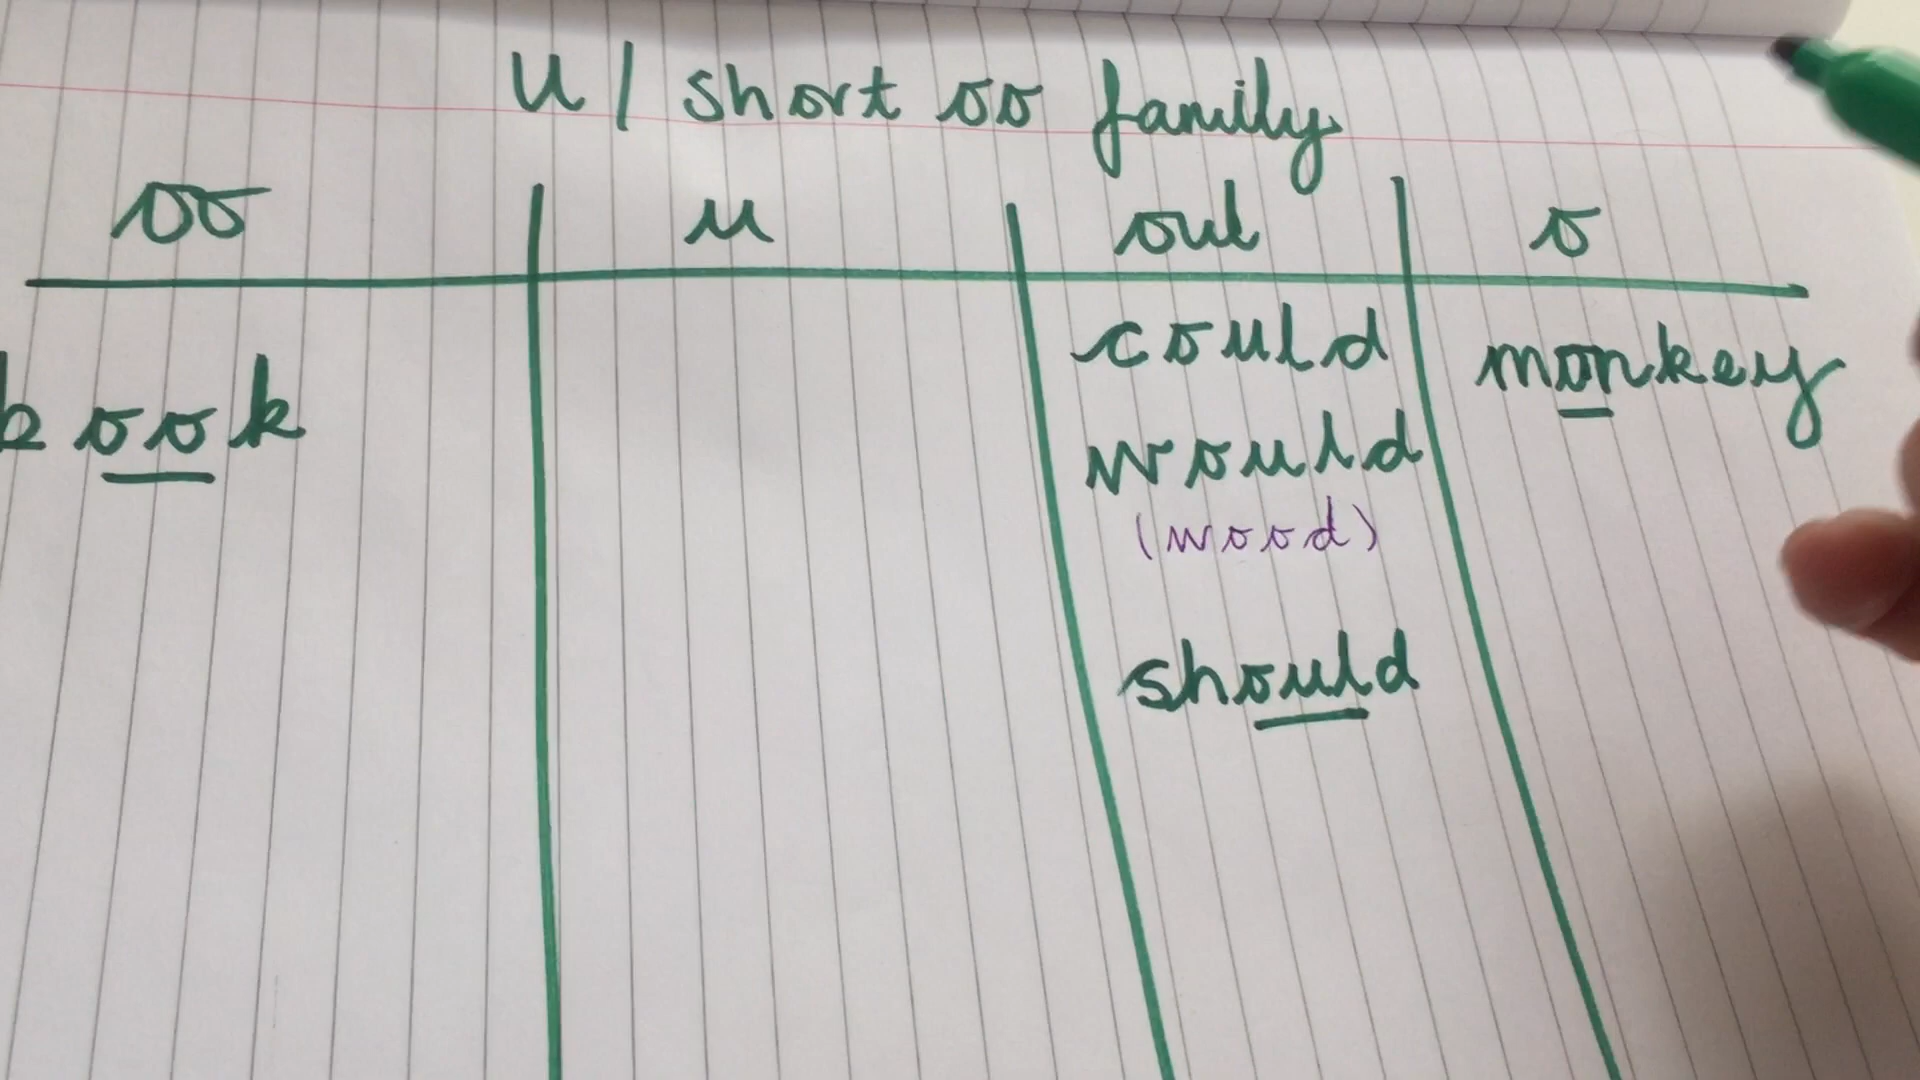 u / short oo family
oo u oul o
could monkey
book
would
(wood)
should